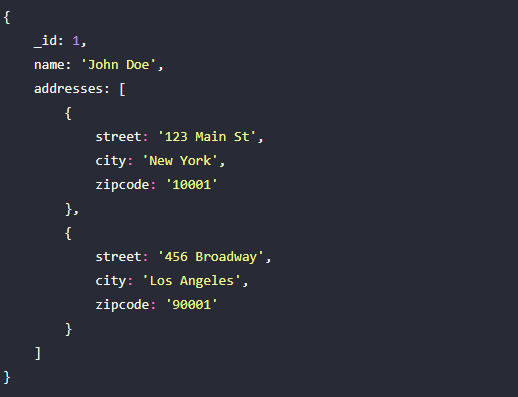 {
    _id: 1,
    name: 'John Doe',
    addresses: [
        {
            street: '123 Main St',
            city: 'New York',
            zipcode: '10001'
        },
        {
            street: '456 Broadway',
            city: 'Los Angeles',
            zipcode: '90001'
        }
    ]
}